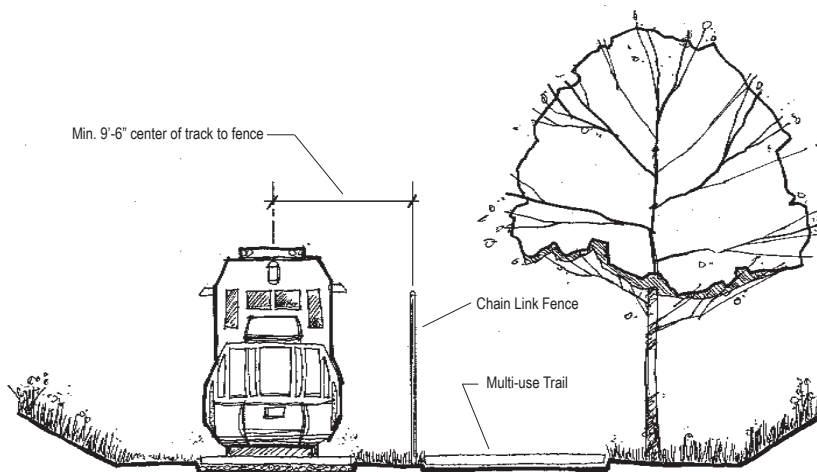 Min. 9'-6” center of track to fence
Chain Link Fence
Multi-use Trail